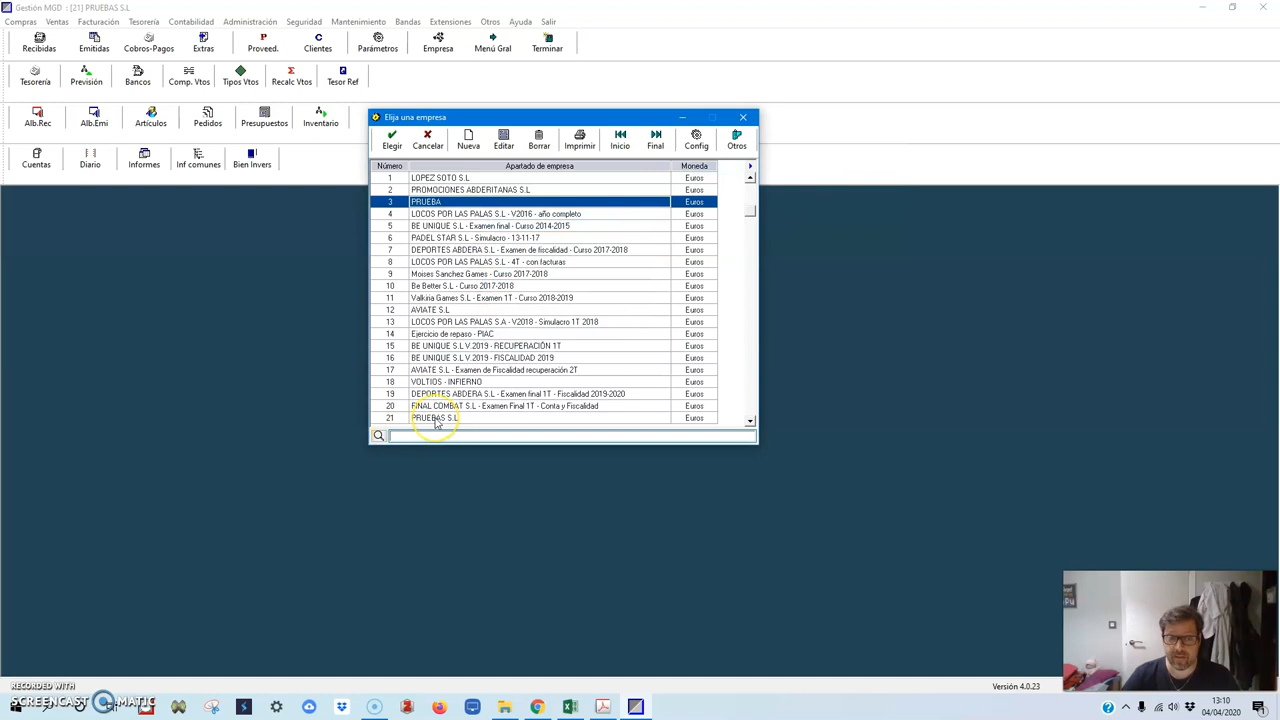 Gestión MGD : [21] PRUEBAS S.L
Compras Ventas Facturación Tesorería Contabilidad Administración Seguridad Mantenimiento Bandas Extensiones Otros Ayuda Salir
Recibidas Emitidas Cobros-Pagos Extras Proveed. Clientes Parámetros Empresa Menú Gral Terminar
Tesorería Previsión Bancos Comp. Vtos Tipos Vtos Recalc Vtos Tesor Ref
Alb.Rec Alb.Emi Artículos Pedidos Presupuestos Inventario
Cuentas Diario Informes Inf comunes Bien Invers
Elija una empresa
Elegir Cancelar Nueva Editar Borrar Imprimir Inicio Final Config Otros
Número Apartado de empresa Moneda
1 LOPEZ SOTO S.L Euros
2 PROMOCIONES ABDERITANAS S.L Euros
3 PRUEBA Euros
4 LOCOS POR LAS PALAS S.L - V2016 - año completo Euros
5 BE UNIQUE S.L - Examen final - Curso 2014-2015 Euros
6 PADEL STAR S.L - Simulacro - 13-11-17 Euros
7 DEPORTES ABDERA S.L - Examen de fiscalidad - Curso 2017-2018 Euros
8 LOCOS POR LAS PALAS S.L - 4T - con facturas Euros
9 Moises Sanchez Games - Curso 2017-2018 Euros
10 Be Better S.L - Curso 2017-2018 Euros
11 Valkiria Games S.L - Examen 1T - Curso 2018-2019 Euros
12 AVIATE S.L Euros
13 LOCOS POR LAS PALAS S.A - V2018 - Simulacro 1T 2018 Euros
14 Ejercicio de repaso - PIAC Euros
15 BE UNIQUE S.L V.2019 - RECUPERACIÓN 1T Euros
16 BE UNIQUE S.L V.2019 - FISCALIDAD 2019 Euros
17 AVIATE S.L - Examen de Fiscalidad recuperación 2T Euros
18 VOLTIOS - INFIERNO Euros
19 DEPORTES ABDERA S.L - Examen final 1T - Fiscalidad 2019-2020 Euros
20 FINAL COMBAT S.L - Examen Final 1T - Conta y Fiscalidad Euros
21 PRUEBAS S.L Euros
RECORDED WITH
SCREENCAST MATIC
Versión 4.0.23
13:10
04/04/2020